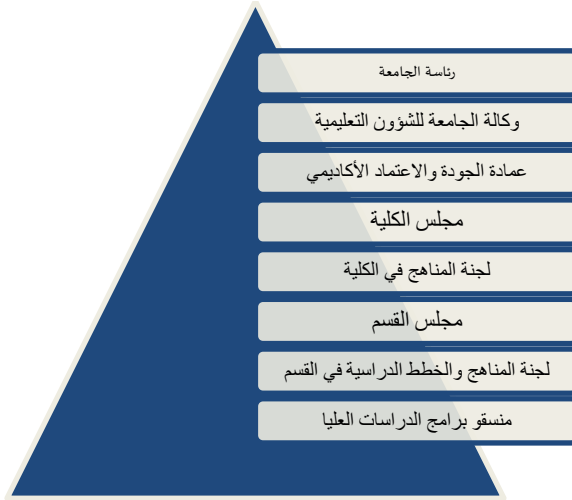 رئاسة الجامعة
وكالة الجامعة للشؤون التعليمية
عمادة الجودة والاعتماد الأكاديمي
مجلس الكلية
لجنة المناهج في الكلية
مجلس القسم
لجنة المناهج والخطط الدراسية في القسم
منسقو برامج الدراسات العليا